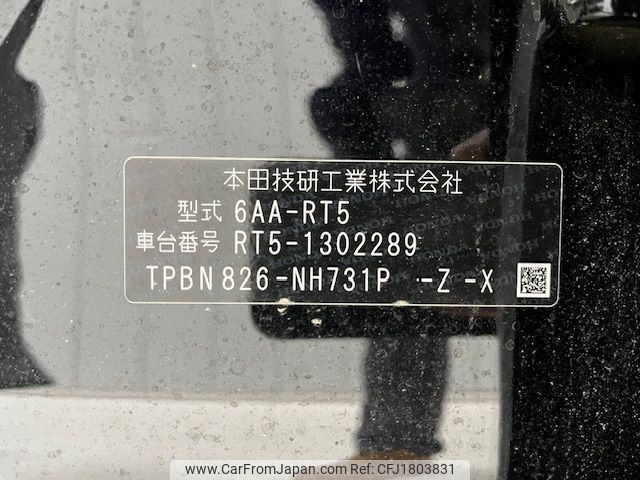 本田技研工業株式会社
型式 6AA-RT5
車台番号 RT5-1302289
TPBN826-NH731P -Z -X
www.CarFromJapan.com Ref No: CFJ1803831